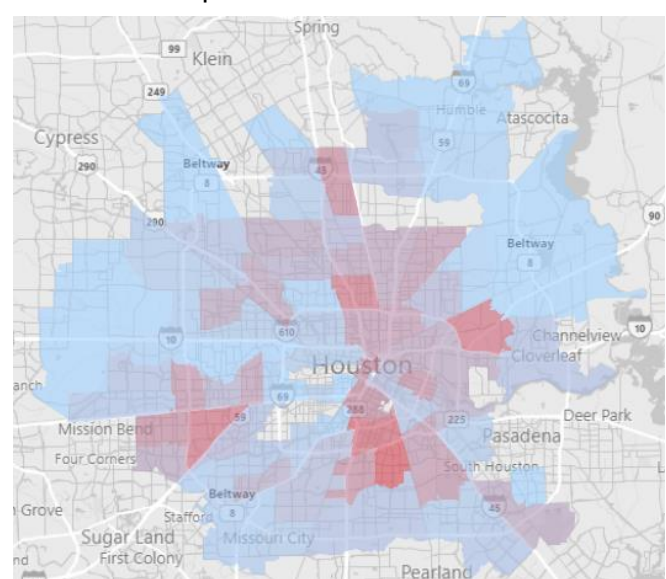 Spring
99
Klein
249
69
Humble
Atascocita
59
Cypress
290
Beltway
8
45
290
90
Beltway
8
610
10
Channelview
10
Cloverleaf
Houston
69
59
288
225
Deer Park
Mission Bend
Pasadena
Four Corners
South Houston
Beltway
8
Stafford
45
Sugar Land
Missouri City
First Colony
Pearland